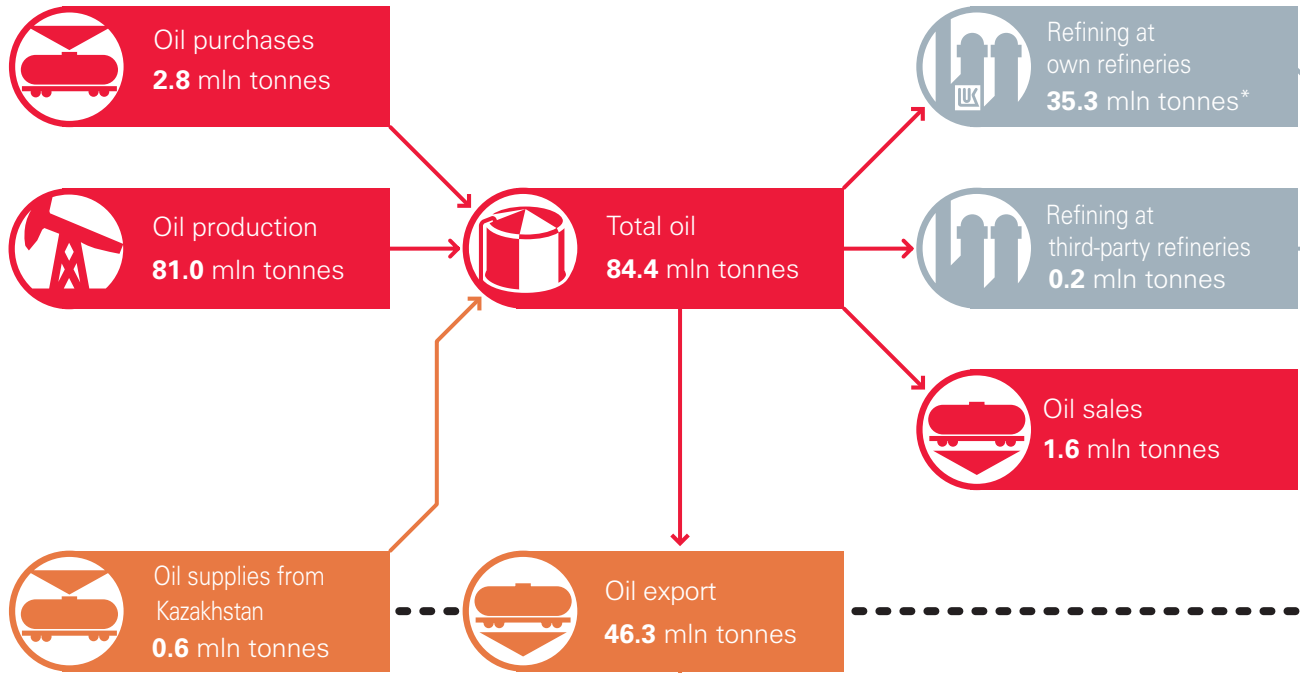 Oil purchases
2.8 mln tonnes
Refining at
own refineries
35.3 mln tonnes*
LUK
Oil production
81.0 mln tonnes
Total oil
84.4 mln tonnes
Refining at
third-party refineries
0.2 mln tonnes
Oil sales
1.6 mln tonnes
Oil supplies from
Kazakhstan
0.6 mln tonnes
Oil export
46.3 mln tonnes